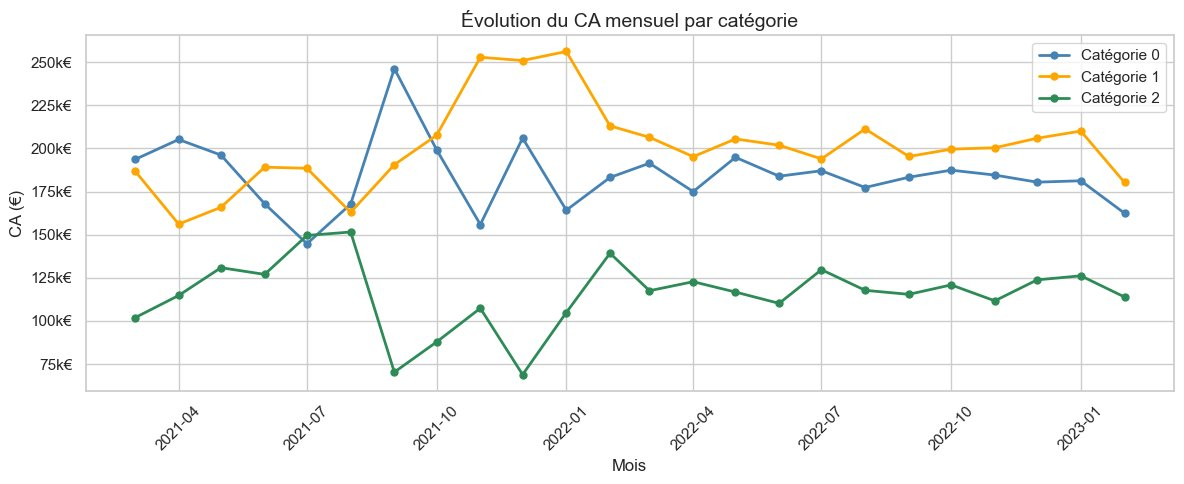 Évolution du CA mensuel par catégorie
Catégorie 0
Catégorie 1
Catégorie 2
250k€
225k€
200k€
175k€
150k€
125k€
100k€
75k€
CA (€)
2021-04
2021-07
2021-10
2022-01
2022-04
2022-07
2022-10
2023-01
Mois